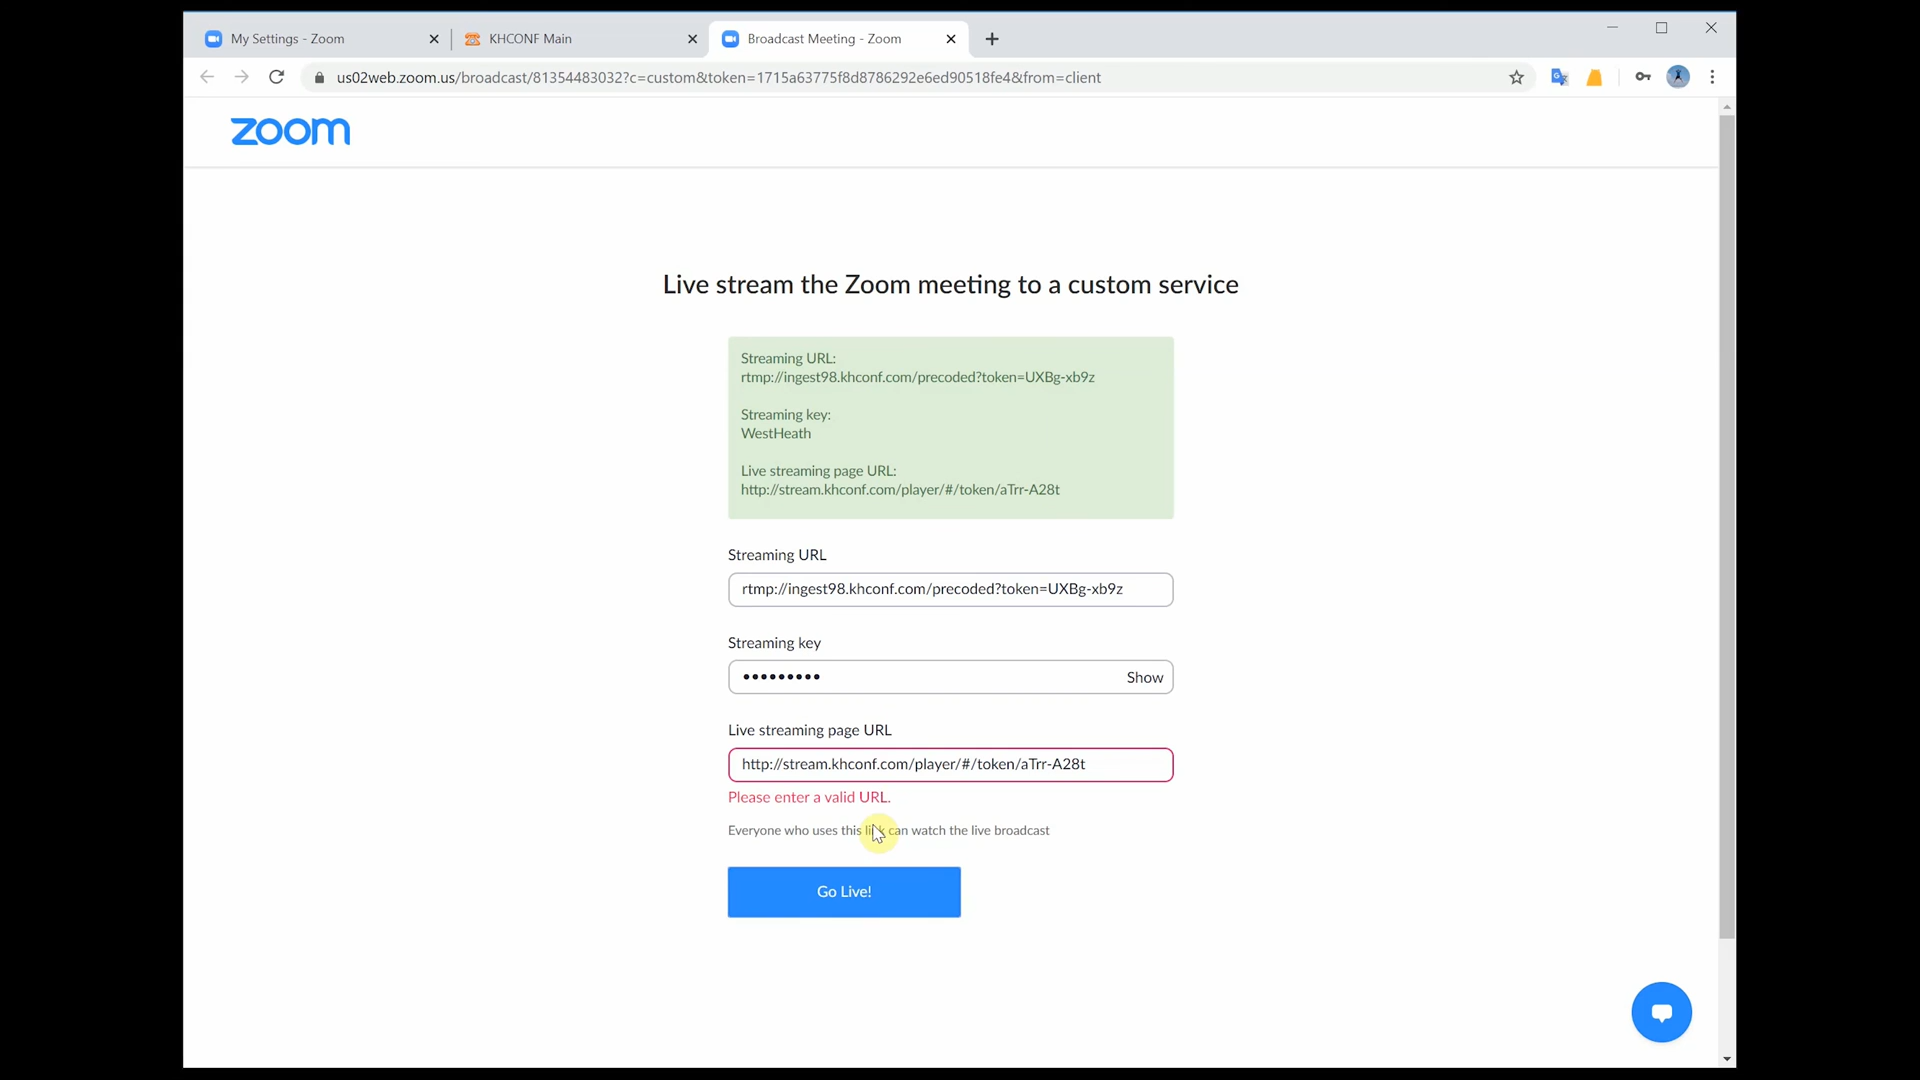 My Settings - Zoom
KHCONF Main
Broadcast Meeting - Zoom
us02web.zoom.us/broadcast/81354483032?c=custom&token=1715a63775f8d8786292e6ed90518fe4&from=client
zoom
Live stream the Zoom meeting to a custom service
Streaming URL:
rtmp://ingest98.khconf.com/precoded?token=UXBg-xb9z
Streaming key:
WestHeath
Live streaming page URL:
http://stream.khconf.com/player/#/token/aTrr-A28t
Streaming URL
rtmp://ingest98.khconf.com/precoded?token=UXBg-xb9z
Streaming key
••••••••• Show
Live streaming page URL
http://stream.khconf.com/player/#/token/aTrr-A28t
Please enter a valid URL.
Everyone who uses this link can watch the live broadcast
Go Live!